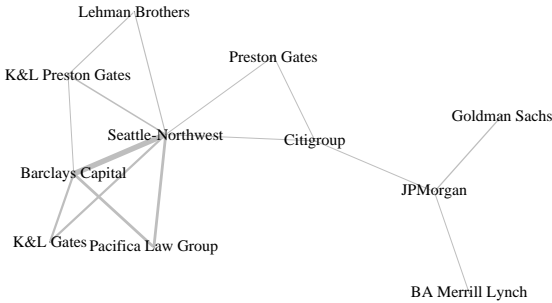 Lehman Brothers
Preston Gates
K&L Preston Gates
Goldman Sachs
Seattle-Northwest
Citigroup
Barclays Capital
JPMorgan
K&L Gates
Pacifica Law Group
BA Merrill Lynch